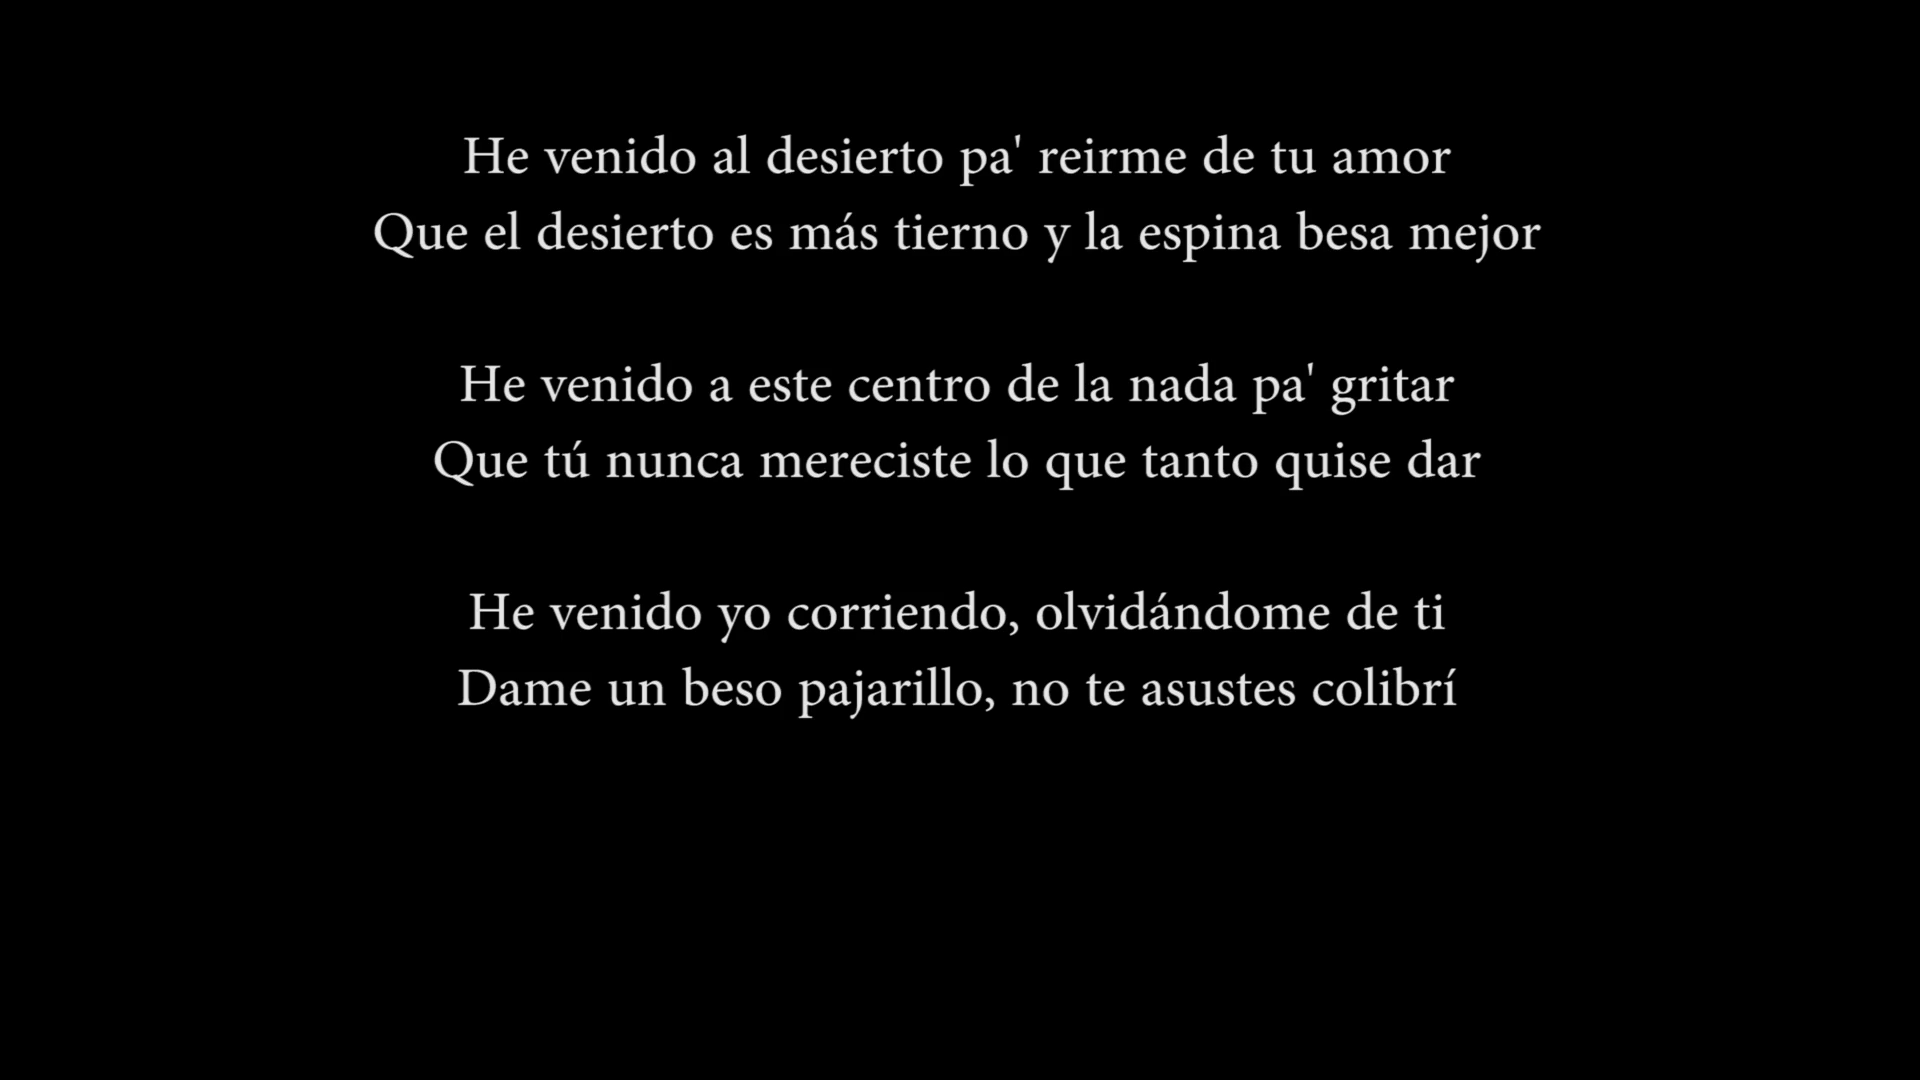 He venido al desierto pa' reirme de tu amor
Que el desierto es más tierno y la espina besa mejor
He venido a este centro de la nada pa' gritar
Que tú nunca mereciste lo que tanto quise dar
He venido yo corriendo, olvidándome de ti
Dame un beso pajarillo, no te asustes colibrí